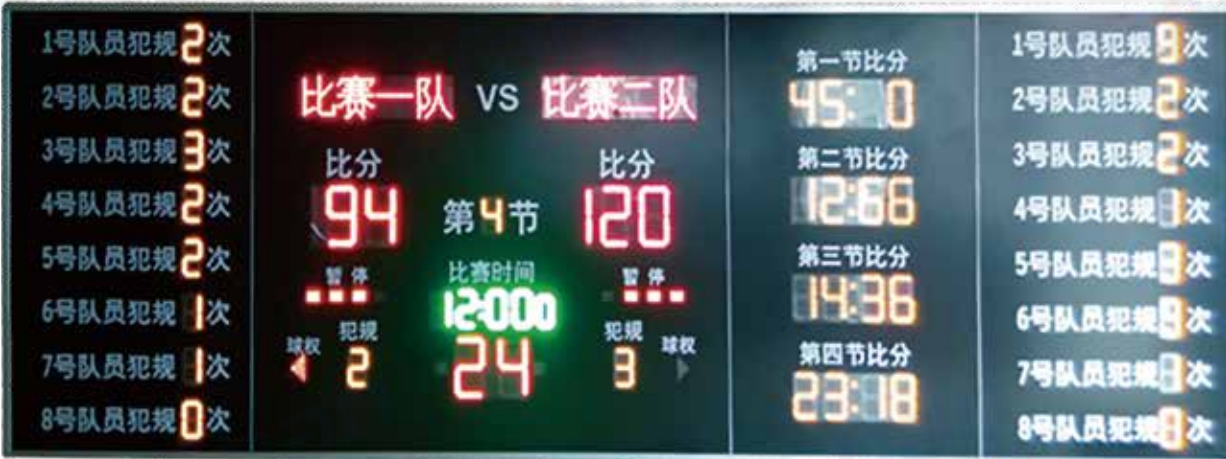 1号队员犯规2次
2号队员犯规2次
3号队员犯规3次
4号队员犯规2次
5号队员犯规2次
6号队员犯规1次
7号队员犯规1次
8号队员犯规0次
比赛一队 VS 比赛二队
比分
比分
94
第4节
120
暂停
比赛时间
暂停
12:000
球权
犯规
犯规
球权
2
24
3
第一节比分
45: 0
第二节比分
12:66
第三节比分
14:36
第四节比分
23:18
1号队员犯规9次
2号队员犯规2次
3号队员犯规2次
4号队员犯规1次
5号队员犯规 次
6号队员犯规 次
7号队员犯规1次
8号队员犯规 次